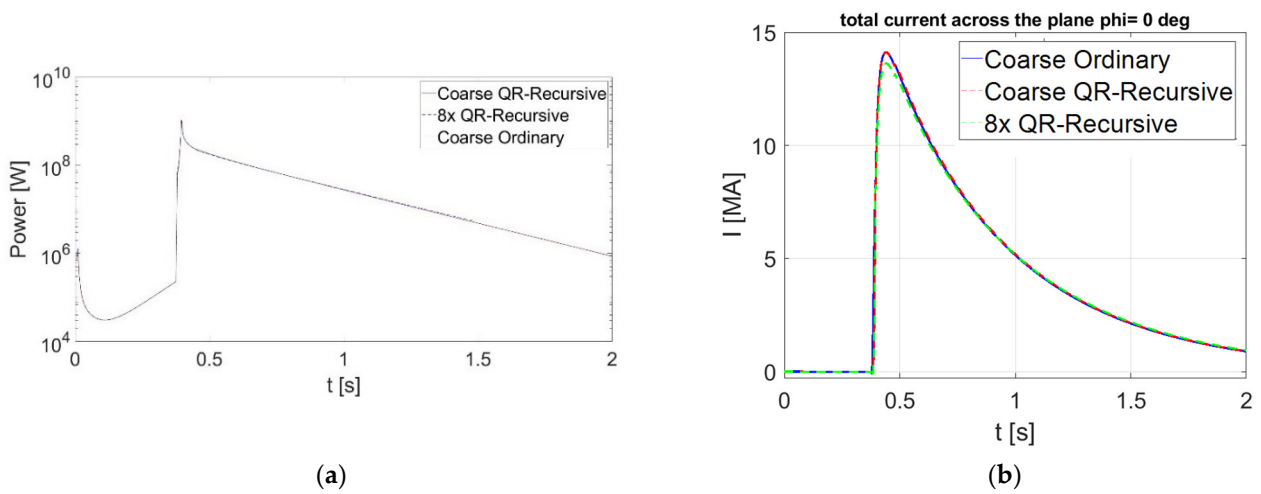 10^10
10^8
10^6
10^4
Power [W]
Coarse QR-Recursive
8x QR-Recursive
Coarse Ordinary
0 0.5 1 1.5 2
t [s]
(a)
total current across the plane phi= 0 deg
15
10
5
0
I [MA]
Coarse Ordinary
Coarse QR-Recursive
8x QR-Recursive
0 0.5 1 1.5 2
t [s]
(b)